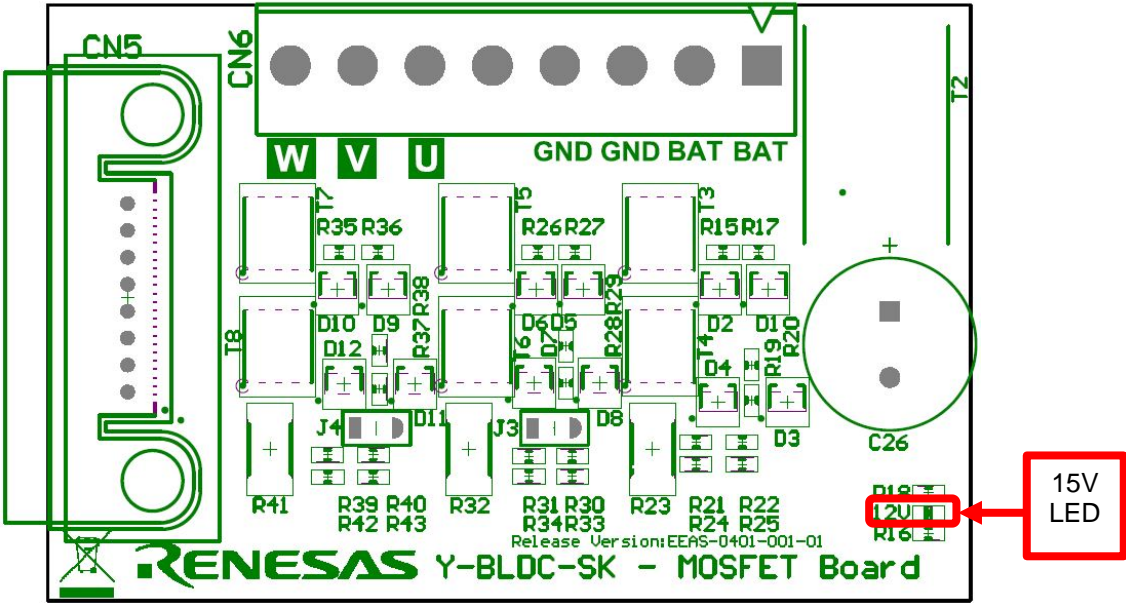 CN5
CN6
T2
W V U
GND GND BAT BAT
T7 T5 T3
R35 R36 R26 R27 R15 R17
R38 R29
D10 D9 D6 D5 D2 D1
R20
T8 R37 T6 D7 R28 T4 R19
D12 D4
J4 D11 J3 D8 D3
C26
R41 R39 R40 R32 R31 R30 R23 R21 R22
R42 R43 R34 R33 R24 R25
R18
12V
R16
15V
LED
Release Version:EEAS-0401-001-01
RENESAS Y-BLDC-SK - MOSFET Board